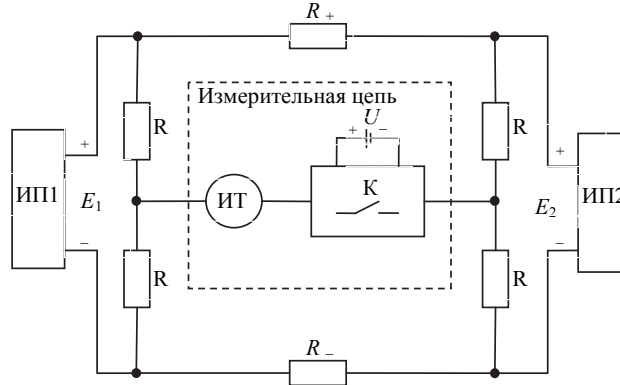 R +
Измерительная цепь
U
+ −
R
R
+
+
К
ИП1
E1
ИТ
E2
ИП2
−
−
R
R
R −